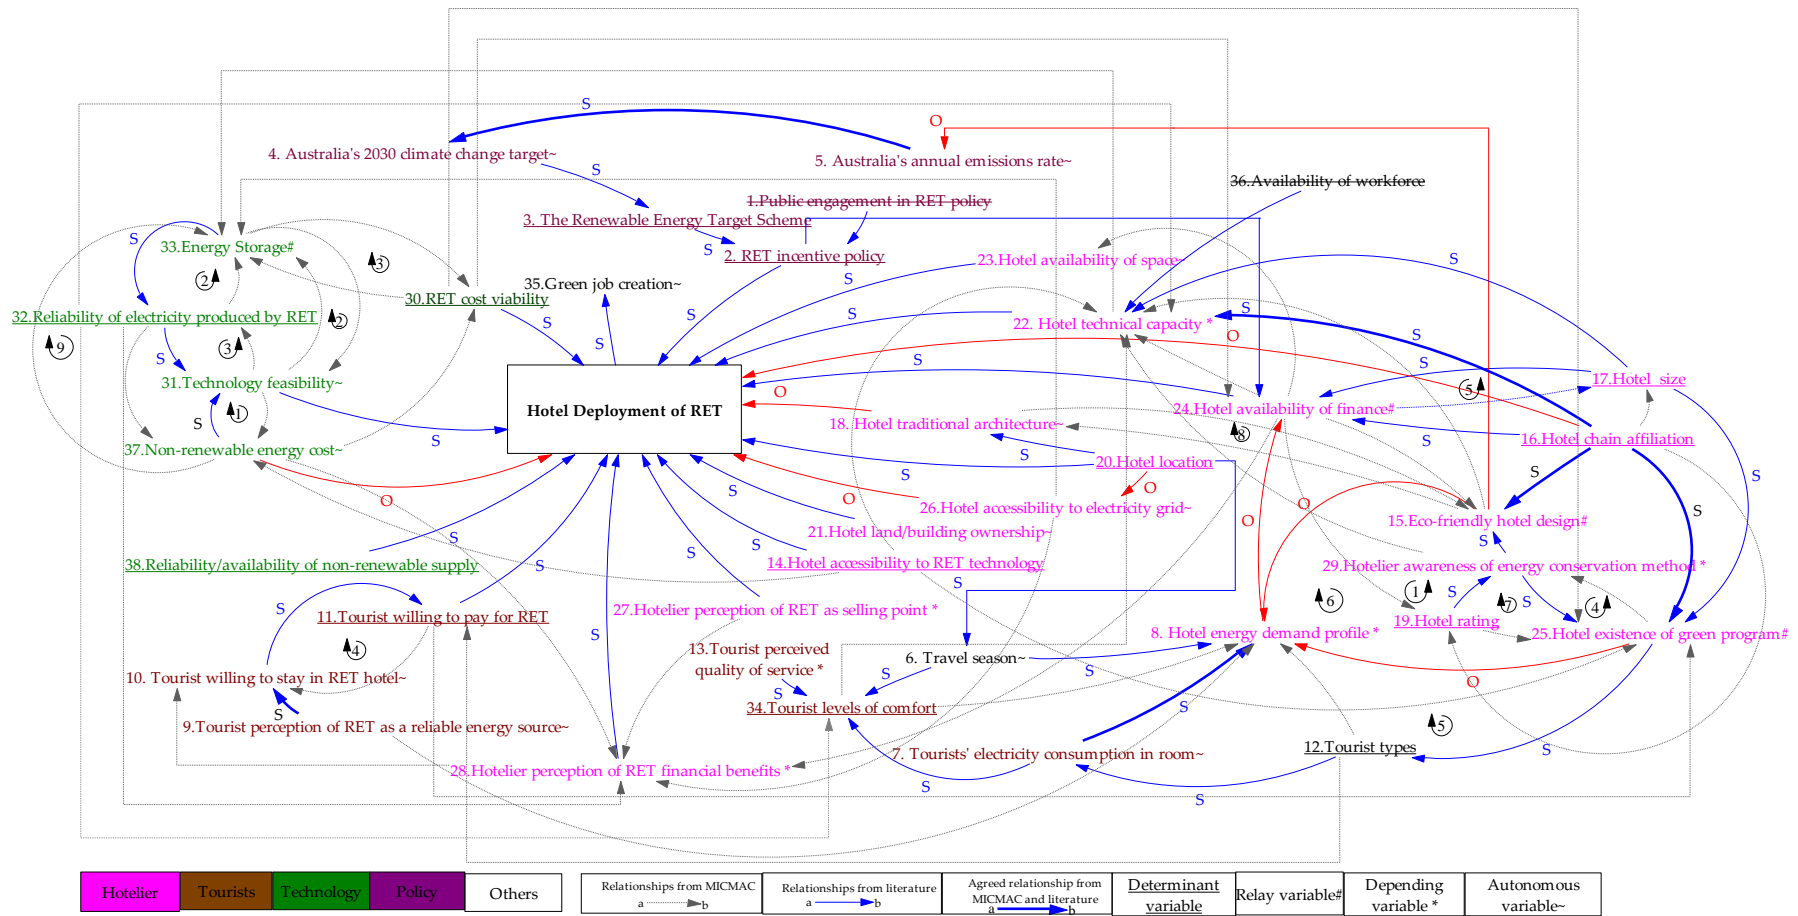 S
O
4. Australia's 2030 climate change target~
5. Australia's annual emissions rate~
S
36.Availability of workforce
1.Public engagement in RET policy
3. The Renewable Energy Target Scheme
S
33.Energy Storage#
S
2. RET incentive policy
23.Hotel availability of space~
S
3
2
35.Green job creation~
S
30.RET cost viability
S
S
S
32.Reliability of electricity produced by RET
2
S
22. Hotel technical capacity *
S
O
S
9
3
S
S
S
S
31.Technology feasibility~
5
17.Hotel size
O
1
Hotel Deployment of RET
24.Hotel availability of finance#
S
18. Hotel traditional architecture~
8
S
16.Hotel chain affiliation
37.Non-renewable energy cost~
S
S
20.Hotel location
S
S
O
O
O
S
O
26.Hotel accessibility to electricity grid~
O
15.Eco-friendly hotel design#
S
21.Hotel land/building ownership~
S
S
S
S
38.Reliability/availability of non-renewable supply
S
14.Hotel accessibility to RET technology
29.Hotelier awareness of energy conservation method *
S
S
1
S
S
6
7
4
11.Tourist willing to pay for RET
27.Hotelier perception of RET as selling point *
19.Hotel rating
S
8. Hotel energy demand profile *
25.Hotel existence of green program#
4
13.Tourist perceived
quality of service *
6. Travel season~
10. Tourist willing to stay in RET hotel~
S
S
S
O
34.Tourist levels of comfort
S
S
9.Tourist perception of RET as a reliable energy source~
5
7. Tourists' electricity consumption in room~
12.Tourist types
S
28.Hotelier perception of RET financial benefits *
S
S
Hotelier
Tourists
Technology
Policy
Others
Relationships from MICMAC
a b
Relationships from literature
a b
Agreed relationship from
MICMAC and literature
a b
Determinant
variable
Relay variable#
Depending
variable *
Autonomous
variable~